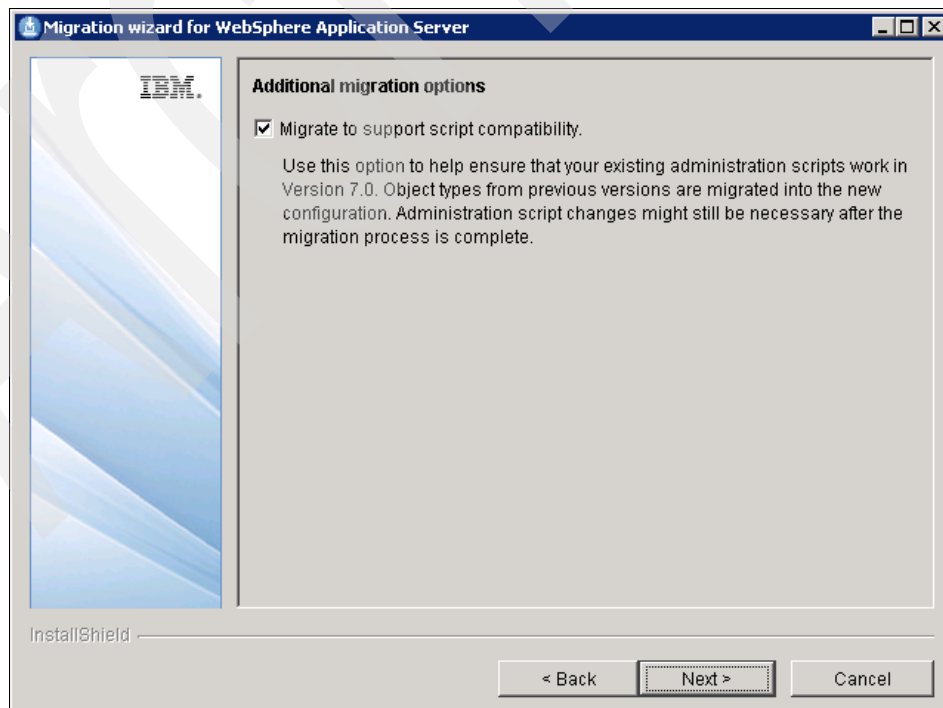 Migration wizard for WebSphere Application Server
IBM.
Additional migration options
Migrate to support script compatibility.
Use this option to help ensure that your existing administration scripts work in
Version 7.0. Object types from previous versions are migrated into the new
configuration. Administration script changes might still be necessary after the
migration process is complete.
InstallShield
< Back
Next >
Cancel